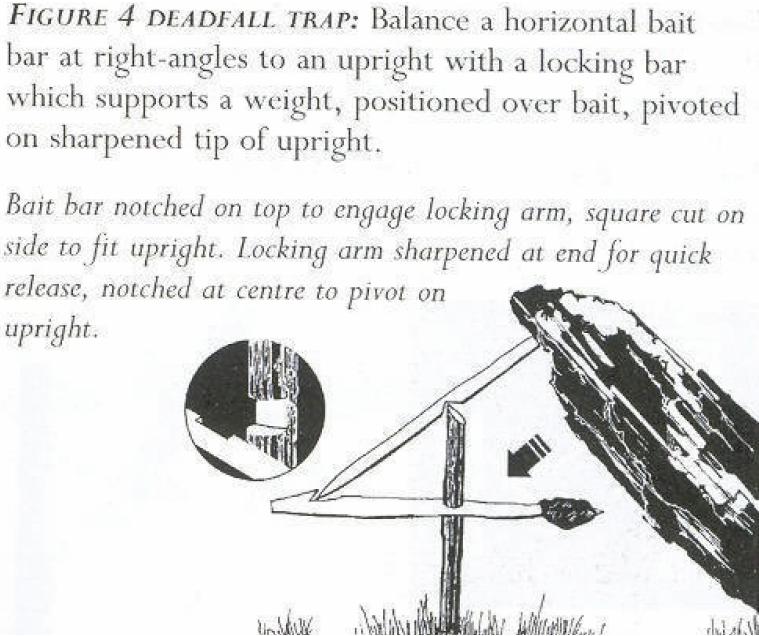 FIGURE 4 DEADFALL TRAP: Balance a horizontal bait
bar at right-angles to an upright with a locking bar
which supports a weight, positioned over bait, pivoted
on sharpened tip of upright.
Bait bar notched on top to engage locking arm, square cut on
side to fit upright. Locking arm sharpened at end for quick
release, notched at centre to pivot on
upright.